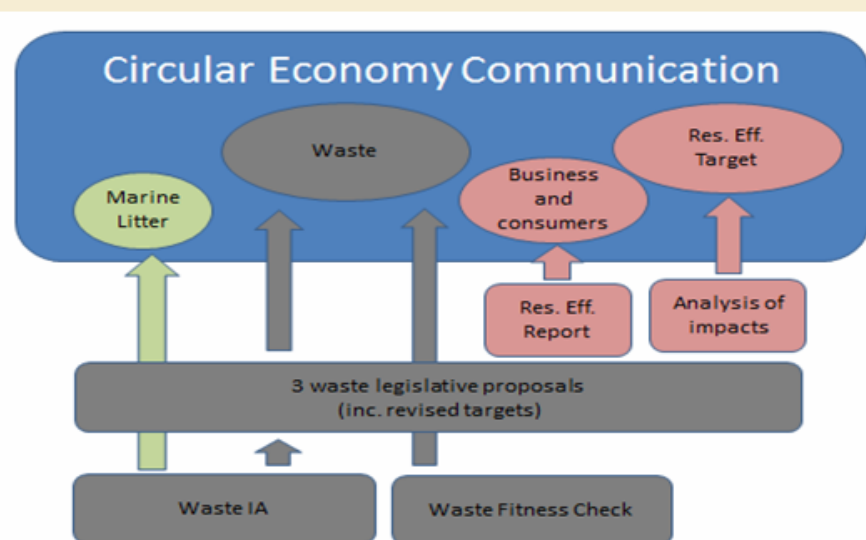 Circular Economy Communication
Waste
Res. Eff.
Target
Marine
Litter
Business
and
consumers
Res. Eff.
Report
Analysis of
impacts
3 waste legislative proposals
(inc. revised targets)
Waste IA
Waste Fitness Check